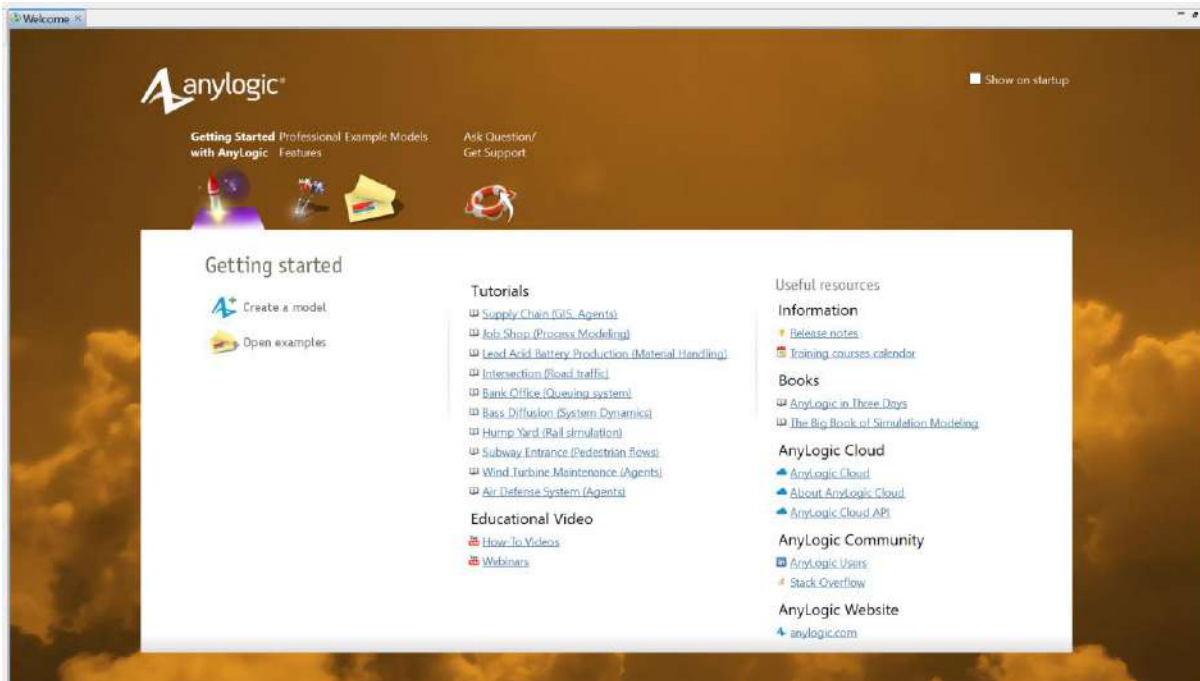 Welcome
anylogic®
Show on startup
Getting Started
with AnyLogic
Professional
Features
Example Models
Ask Question/
Get Support
Getting started
Create a model
Open examples
Tutorials
Supply Chain (GIS, Agents)
Job Shop (Process Modeling)
Lead Acid Battery Production (Material Handling)
Intersection (Road traffic)
Bank Office (Queuing system)
Bass Diffusion (System Dynamics)
Hump Yard (Rail simulation)
Subway Entrance (Pedestrian flows)
Wind Turbine Maintenance (Agents)
Air Defense System (Agents)
Educational Video
How-To Videos
Webinars
Useful resources
Information
Release notes
Training courses calendar
Books
AnyLogic in Three Days
The Big Book of Simulation Modeling
AnyLogic Cloud
AnyLogic Cloud
About AnyLogic Cloud
AnyLogic Cloud API
AnyLogic Community
AnyLogic Users
Stack Overflow
AnyLogic Website
anylogic.com